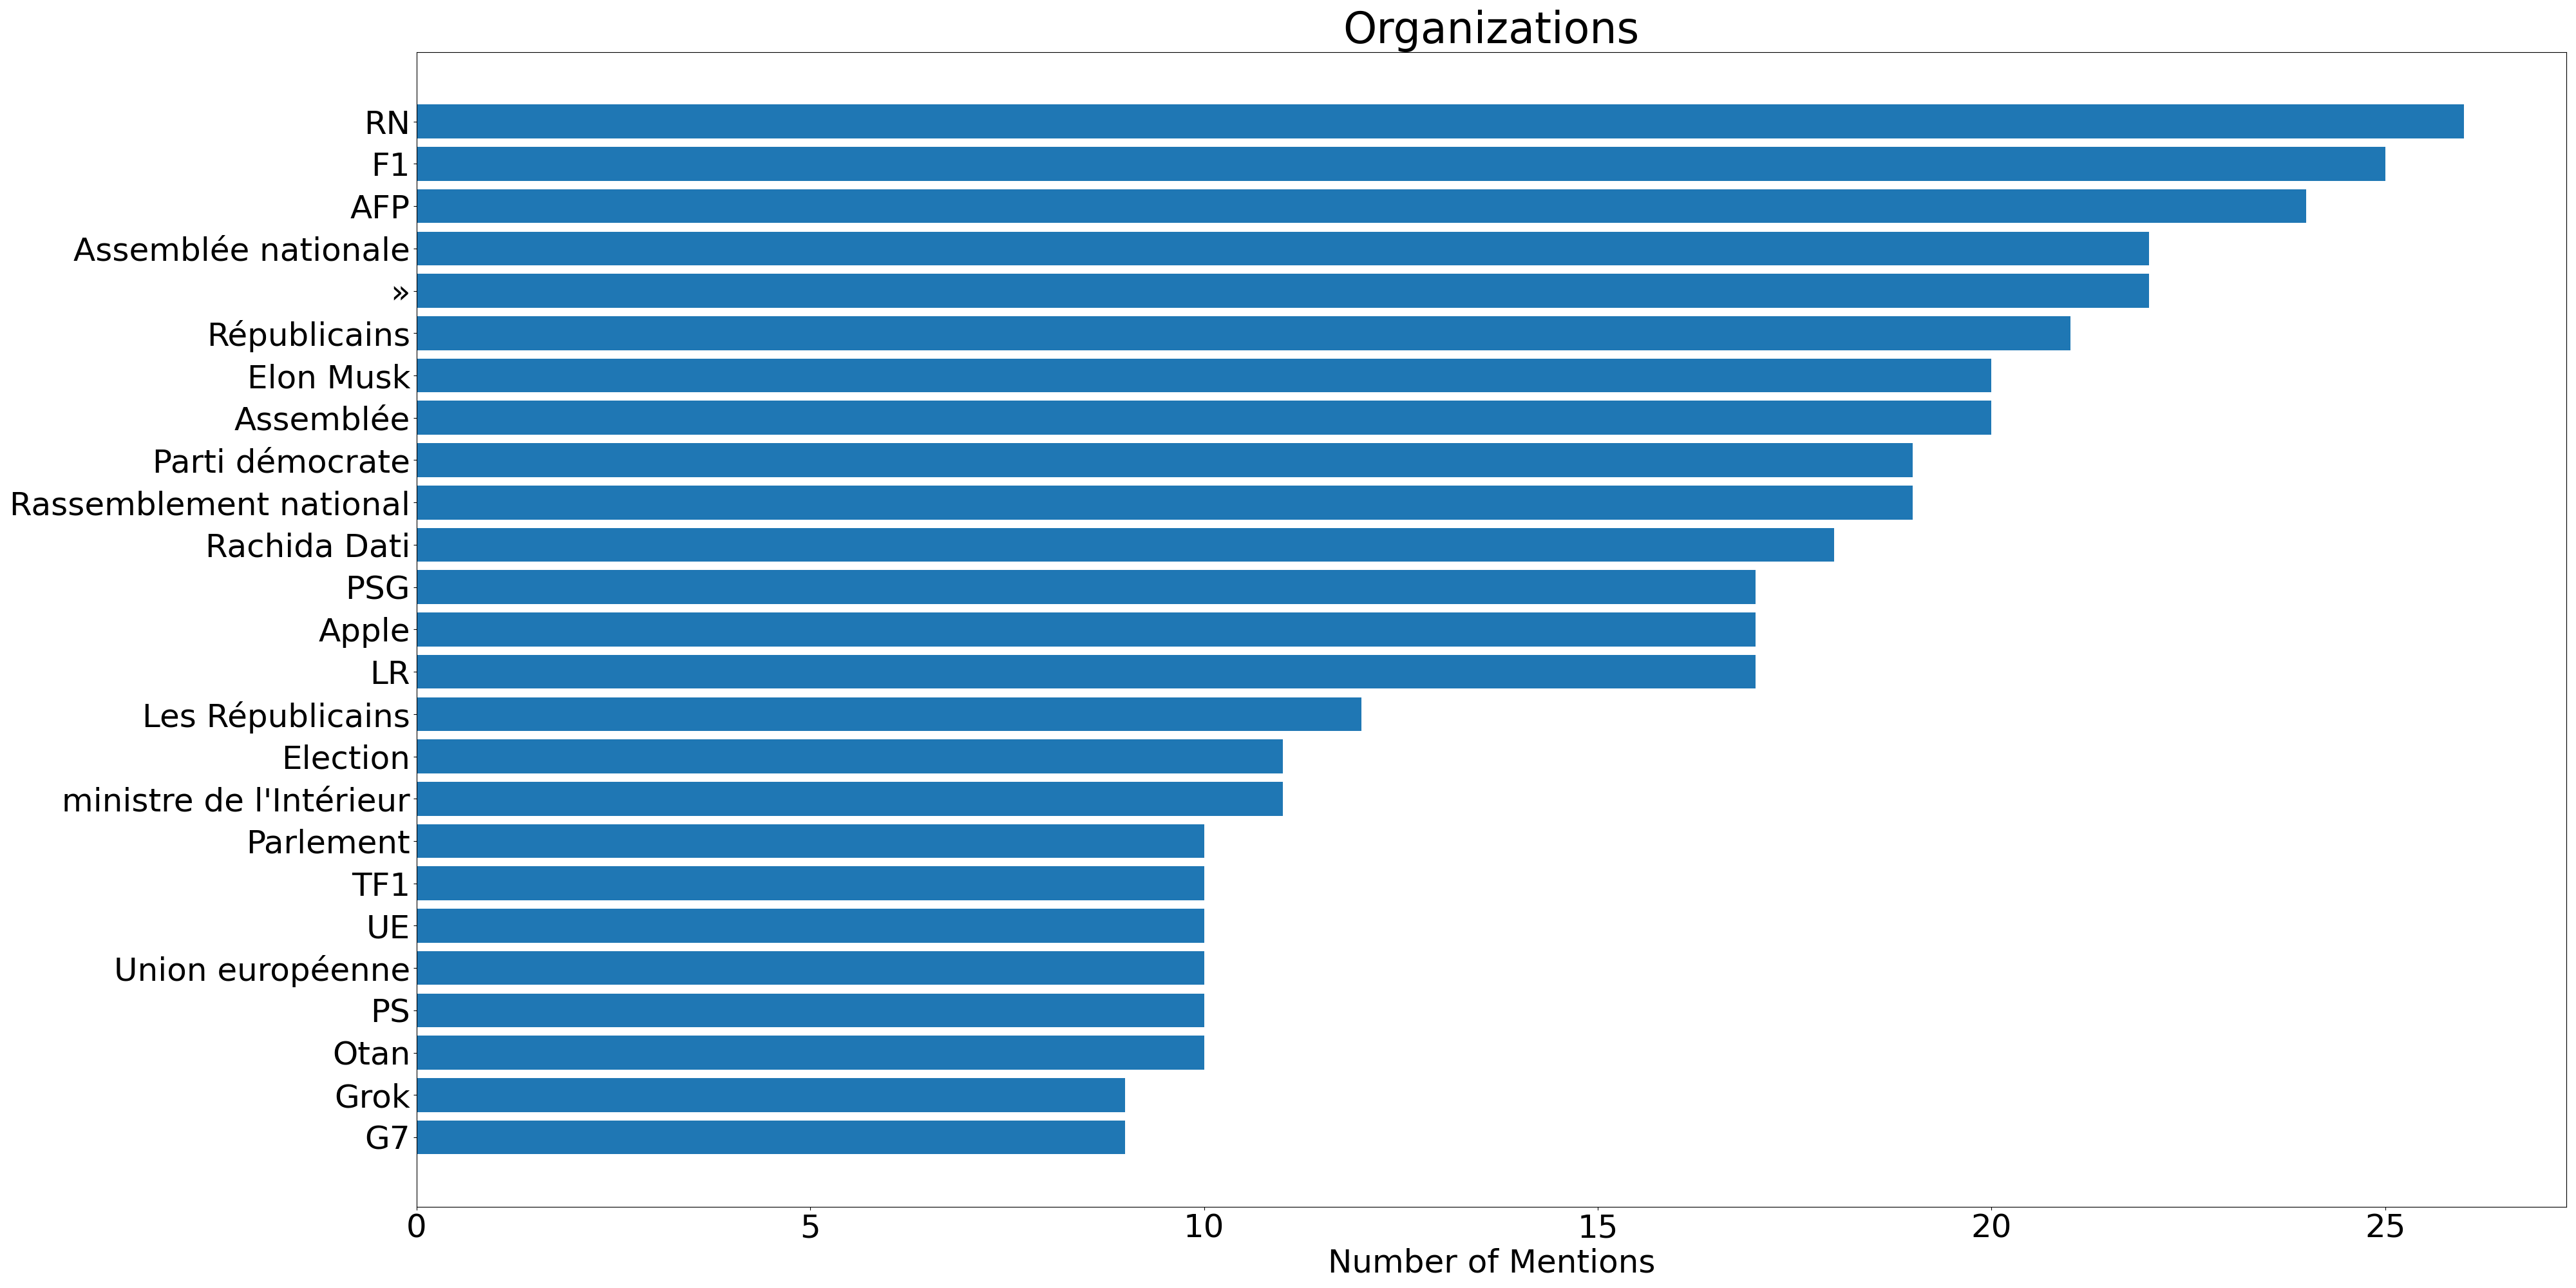 Organizations
RN
F1
AFP
Assemblée nationale
»
Républicains
Elon Musk
Assemblée
Parti démocrate
Rassemblement national
Rachida Dati
PSG
Apple
LR
Les Républicains
Election
ministre de l'Intérieur
Parlement
TF1
UE
Union européenne
PS
Otan
Grok
G7
0 5 10 15 20 25
Number of Mentions